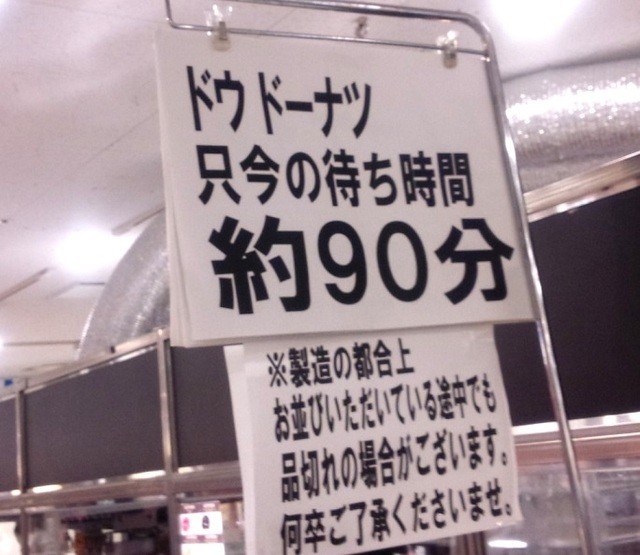 ドゥドーナツ
只今の待ち時間
約90分
※製造の都合上
お並びいただいている途中でも
品切れの場合がございます。
何卒ご了承くださいませ。